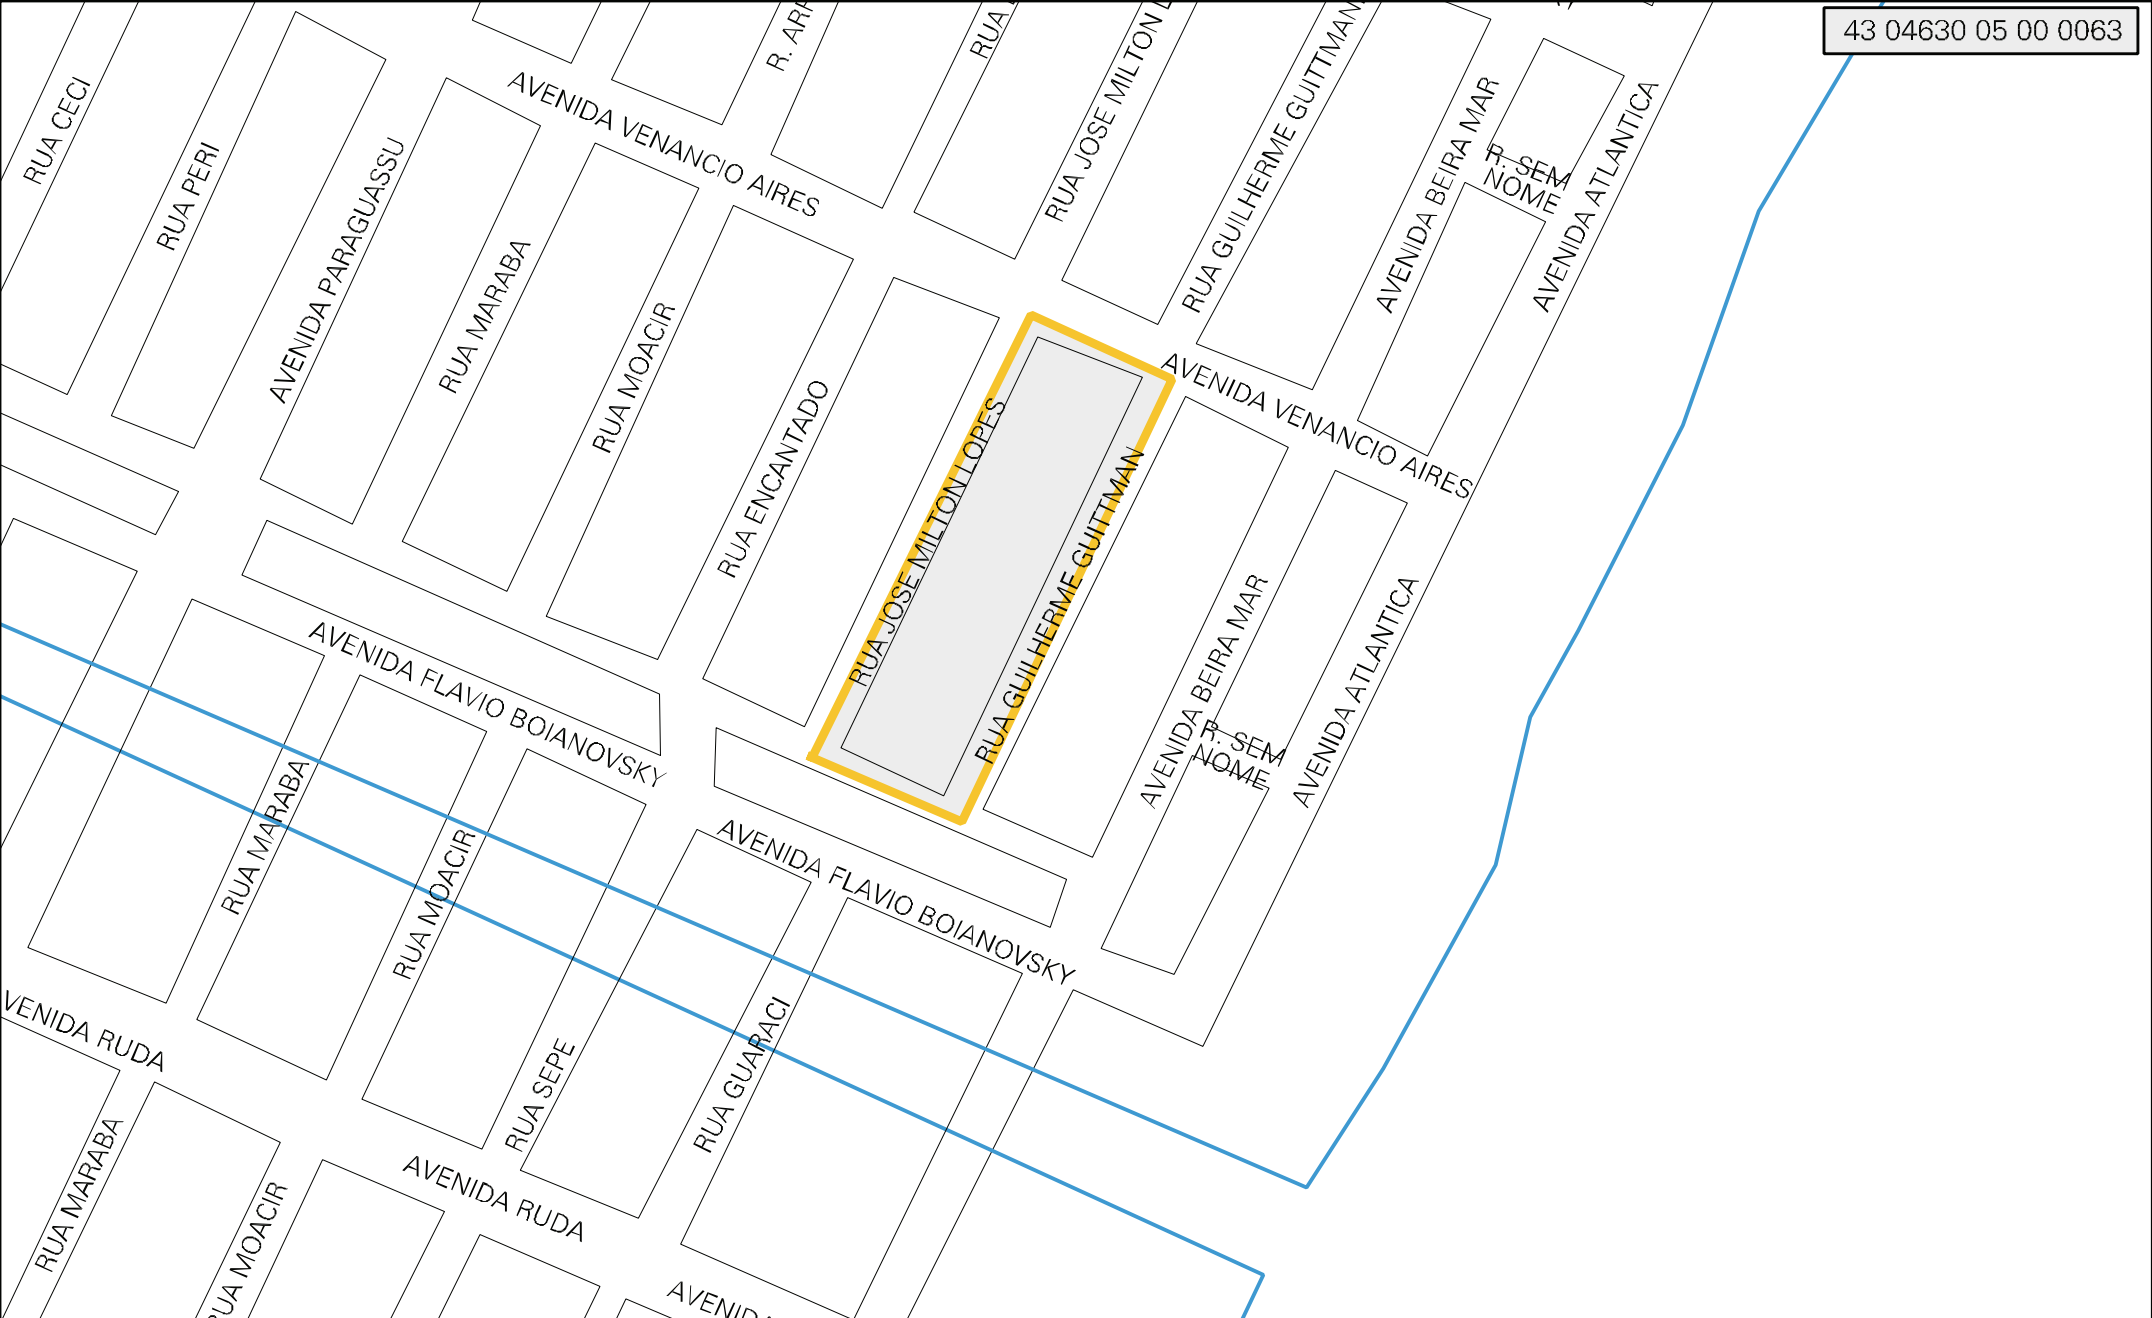 43 04630 05 00 0063
RUA CECI
RUA PERI
AVENIDA PARAGUASSU
RUA MARABA
RUA MOACIR
RUA ENCANTADO
AVENIDA VENANCIO AIRES
RUA
RUA JOSE MILTON
RUA GUILHERME GUITTMAN
AVENIDA BEIRA MAR
R. SEM
NOME
AVENIDA ATLANTICA
AVENIDA VENANCIO AIRES
RUA JOSE MILTON LOPES
RUA GUILHERME GUITTMAN
AVENIDA BEIRA MAR
R. SEM
NOME
AVENIDA ATLANTICA
AVENIDA FLAVIO BOIANOVSKY
AVENIDA FLAVIO BOIANOVSKY
RUA MARABA
RUA MOACIR
RUA SEPE
RUA GUARACI
VENIDA RUDA
AVENIDA RUDA
RUA MARABA
RUA MOACIR